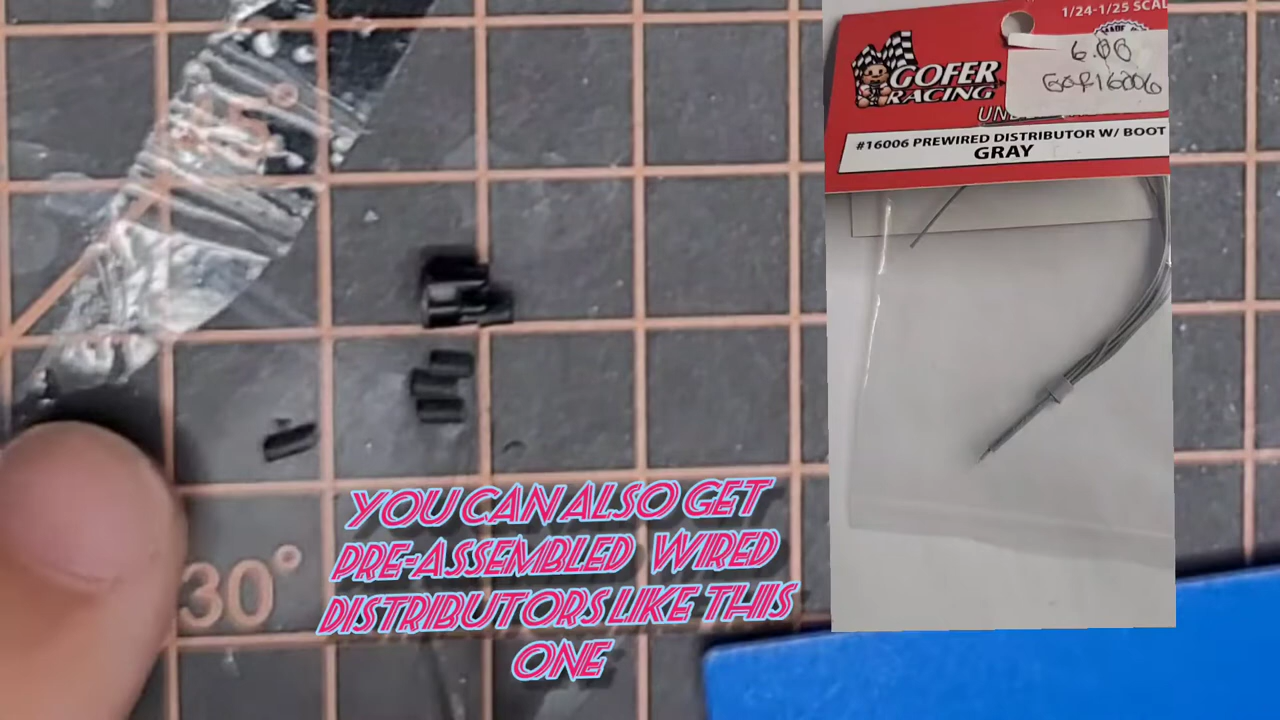 1/24-1/25 SCAL
6.00
GOFER
RACING
#16006 PREWIRED DISTRIBUTOR W/ BOOT
GRAY
45°
30°
YOU CAN ALSO GET
PRE-ASSEMBLED WIRED
DISTRIBUTORS LIKE THIS
ONE